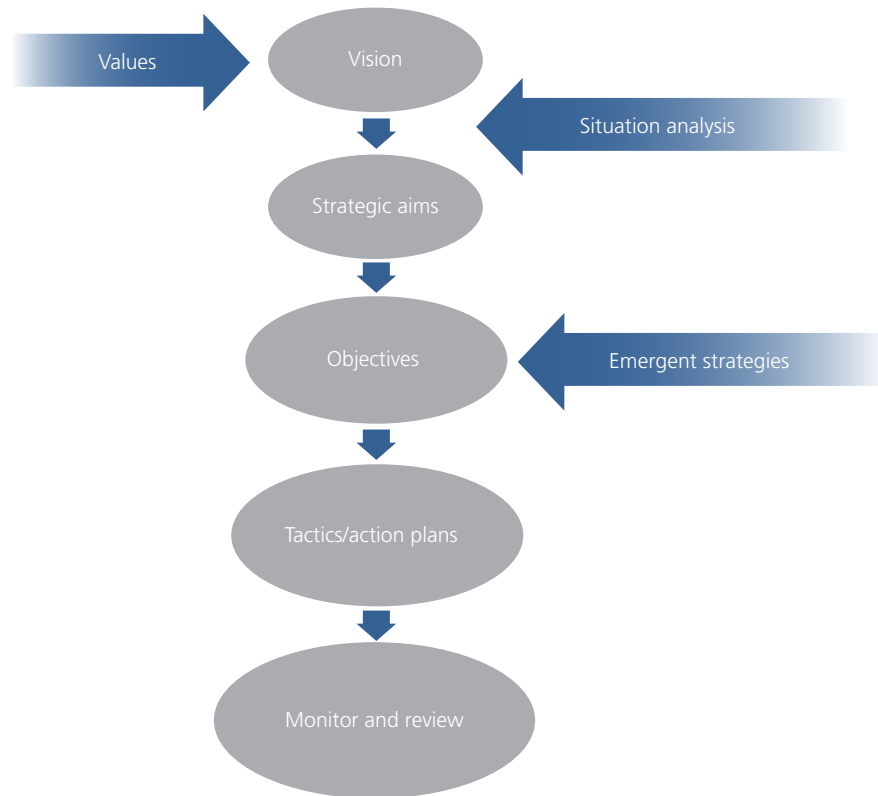 Values
Vision
Situation analysis
Strategic aims
Objectives
Emergent strategies
Tactics/action plans
Monitor and review